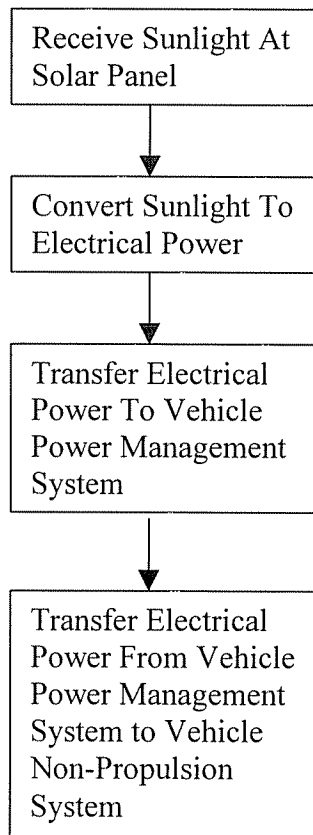 Receive Sunlight At
Solar Panel
Convert Sunlight To
Electrical Power
Transfer Electrical
Power To Vehicle
Power Management
System
Transfer Electrical
Power From Vehicle
Power Management
System to Vehicle
Non-Propulsion
System